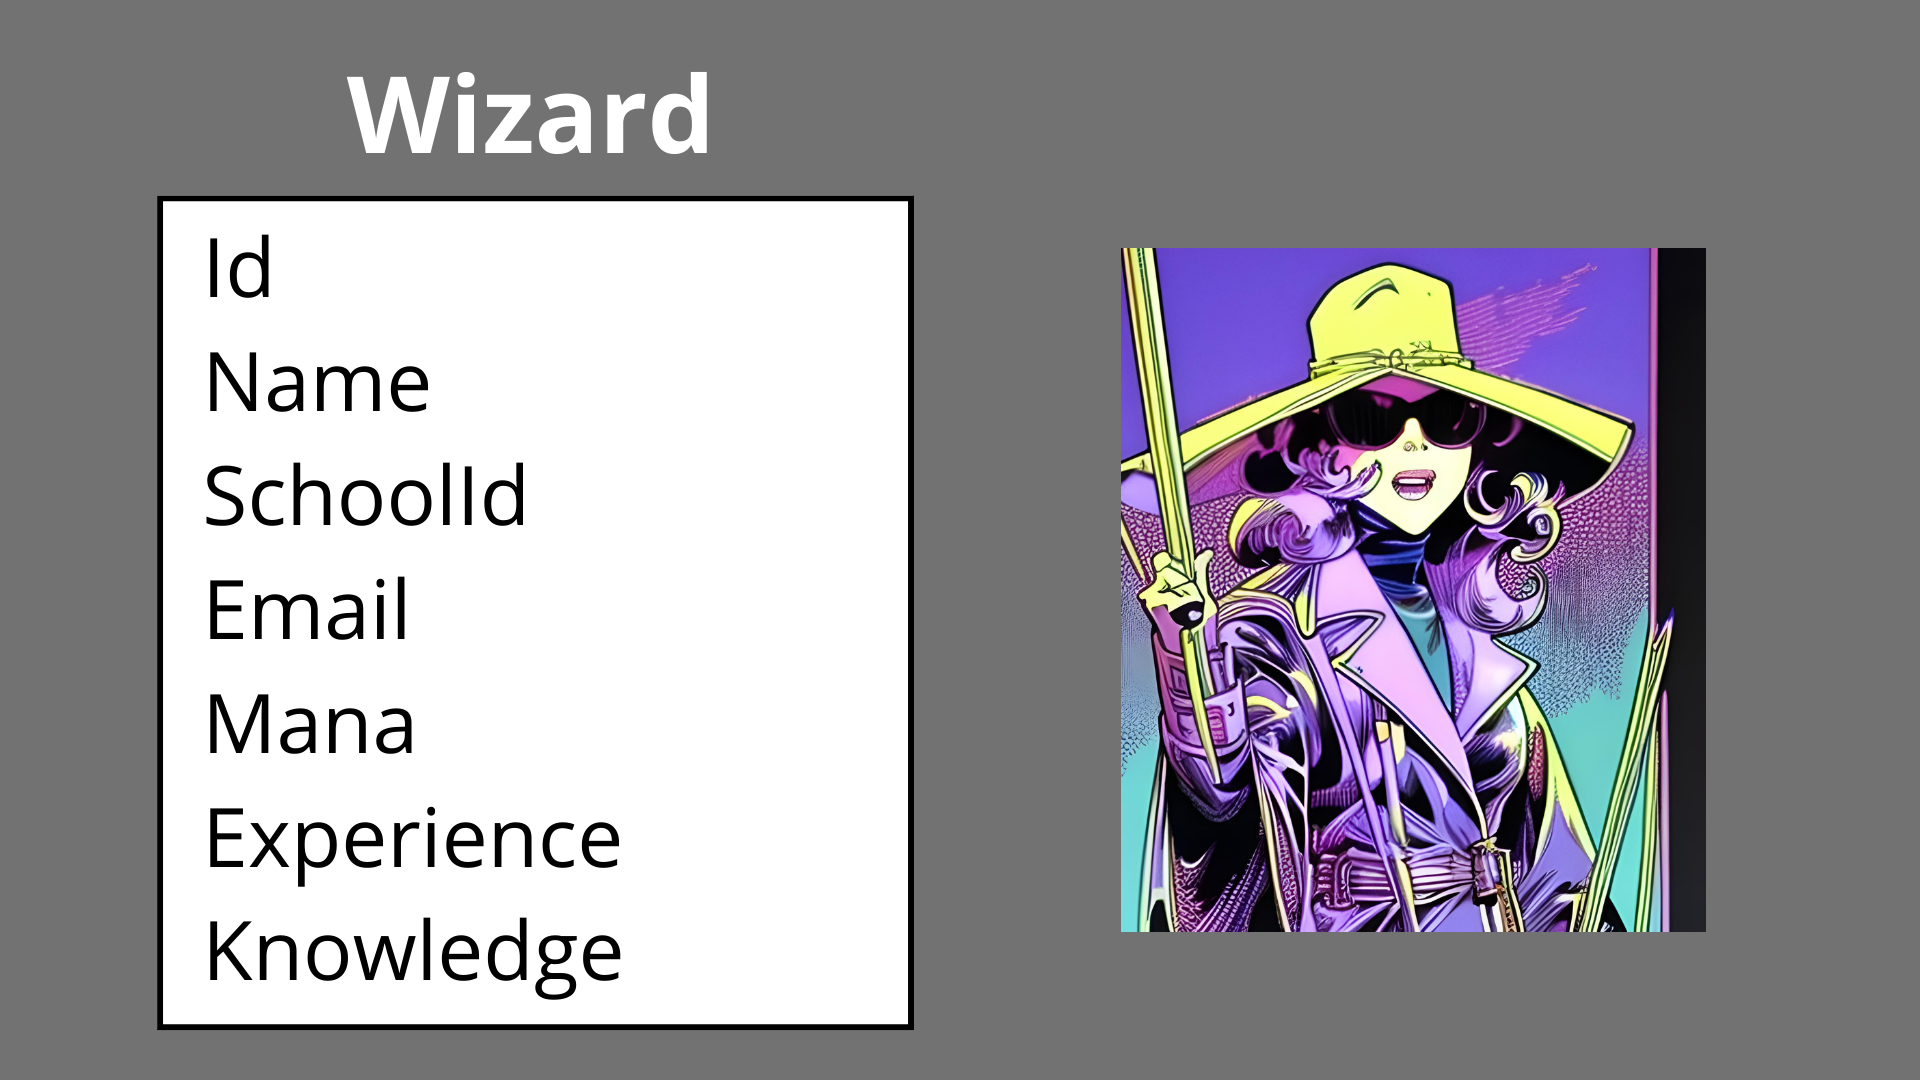 Wizard
Id
Name
SchoolId
Email
Mana
Experience
Knowledge